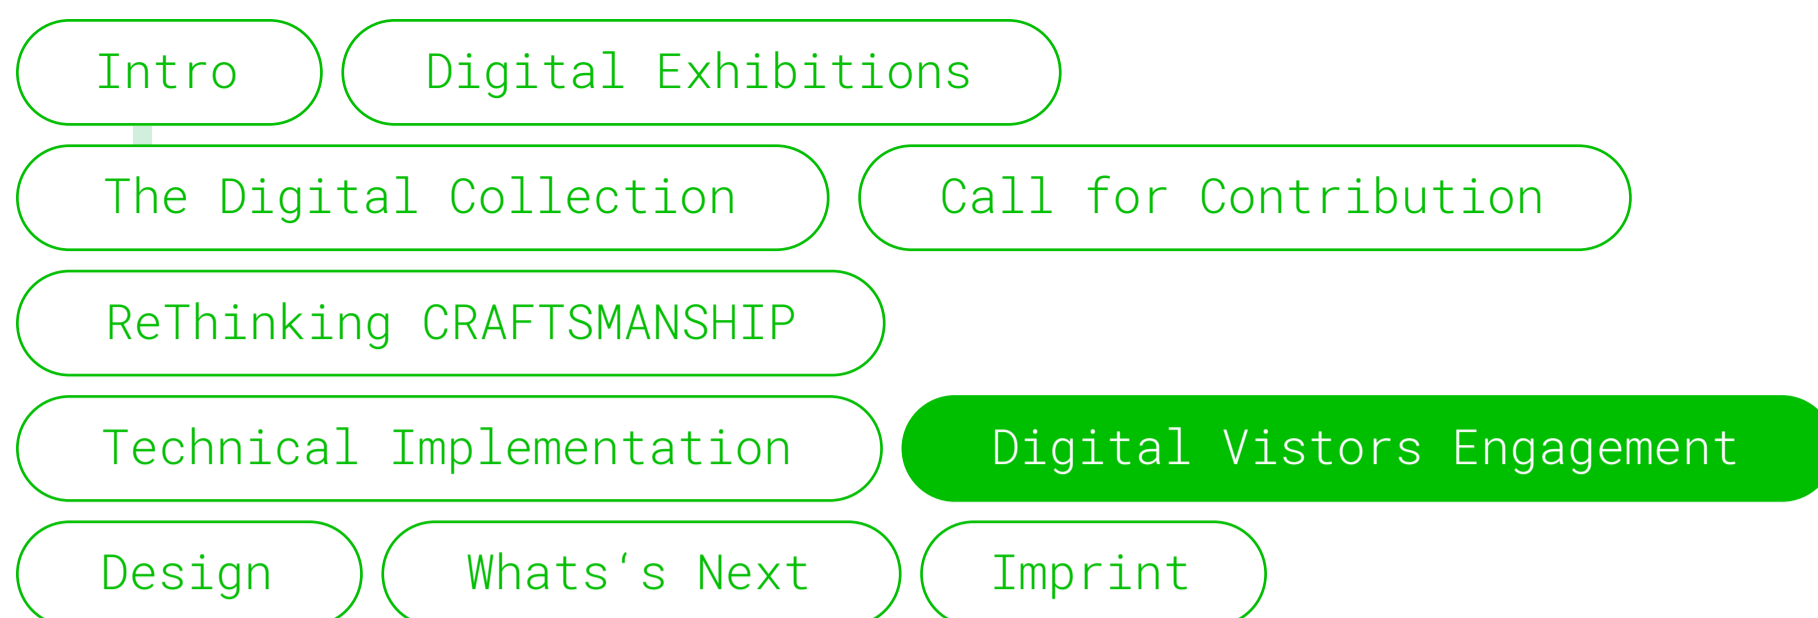 Intro Digital Exhibitions
The Digital Collection Call for Contribution
ReThinking CRAFTSMANSHIP
Technical Implementation Digital Vistors Engagement
Design Whats‘s Next Imprint